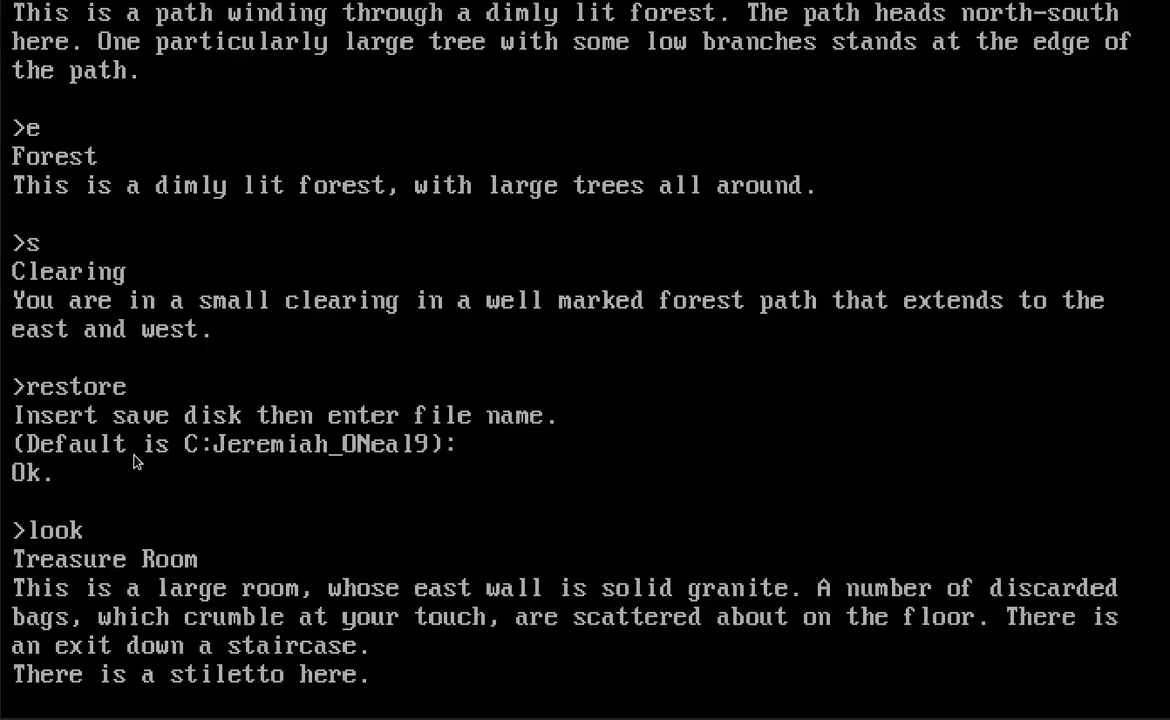 This is a path winding through a dimly lit forest. The path heads north-south
here. One particularly large tree with some low branches stands at the edge of
the path.
>e
Forest
This is a dimly lit forest, with large trees all around.
>s
Clearing
You are in a small clearing in a well marked forest path that extends to the
east and west.
>restore
Insert save disk then enter file name.
(Default is C:Jeremiah_ONeal9):
Ok.
>look
Treasure Room
This is a large room, whose east wall is solid granite. A number of discarded
bags, which crumble at your touch, are scattered about on the floor. There is
an exit down a staircase.
There is a stiletto here.